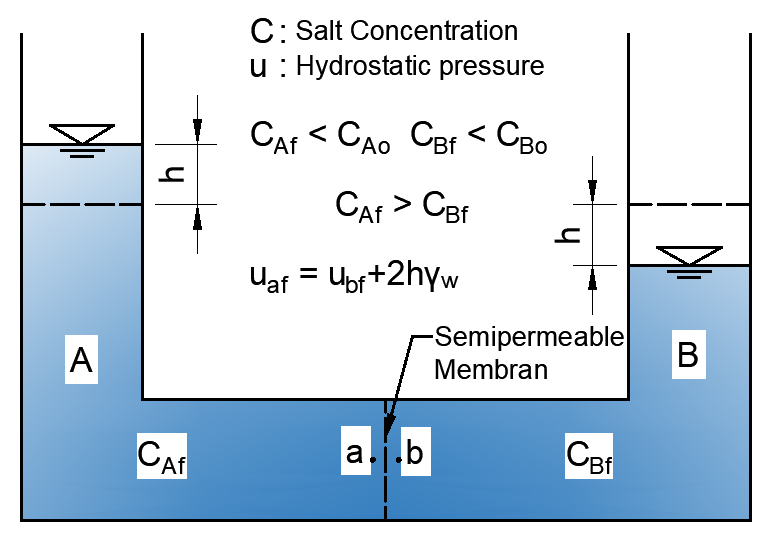 C: Salt Concentration
u : Hydrostatic pressure
C_Af < C_Ao C_Bf < C_Bo
h
C_Af > C_Bf
h
u_af = u_bf+2hγ_w
Semipermeable
Membran
A
B
a. .b
C_Af
C_Bf